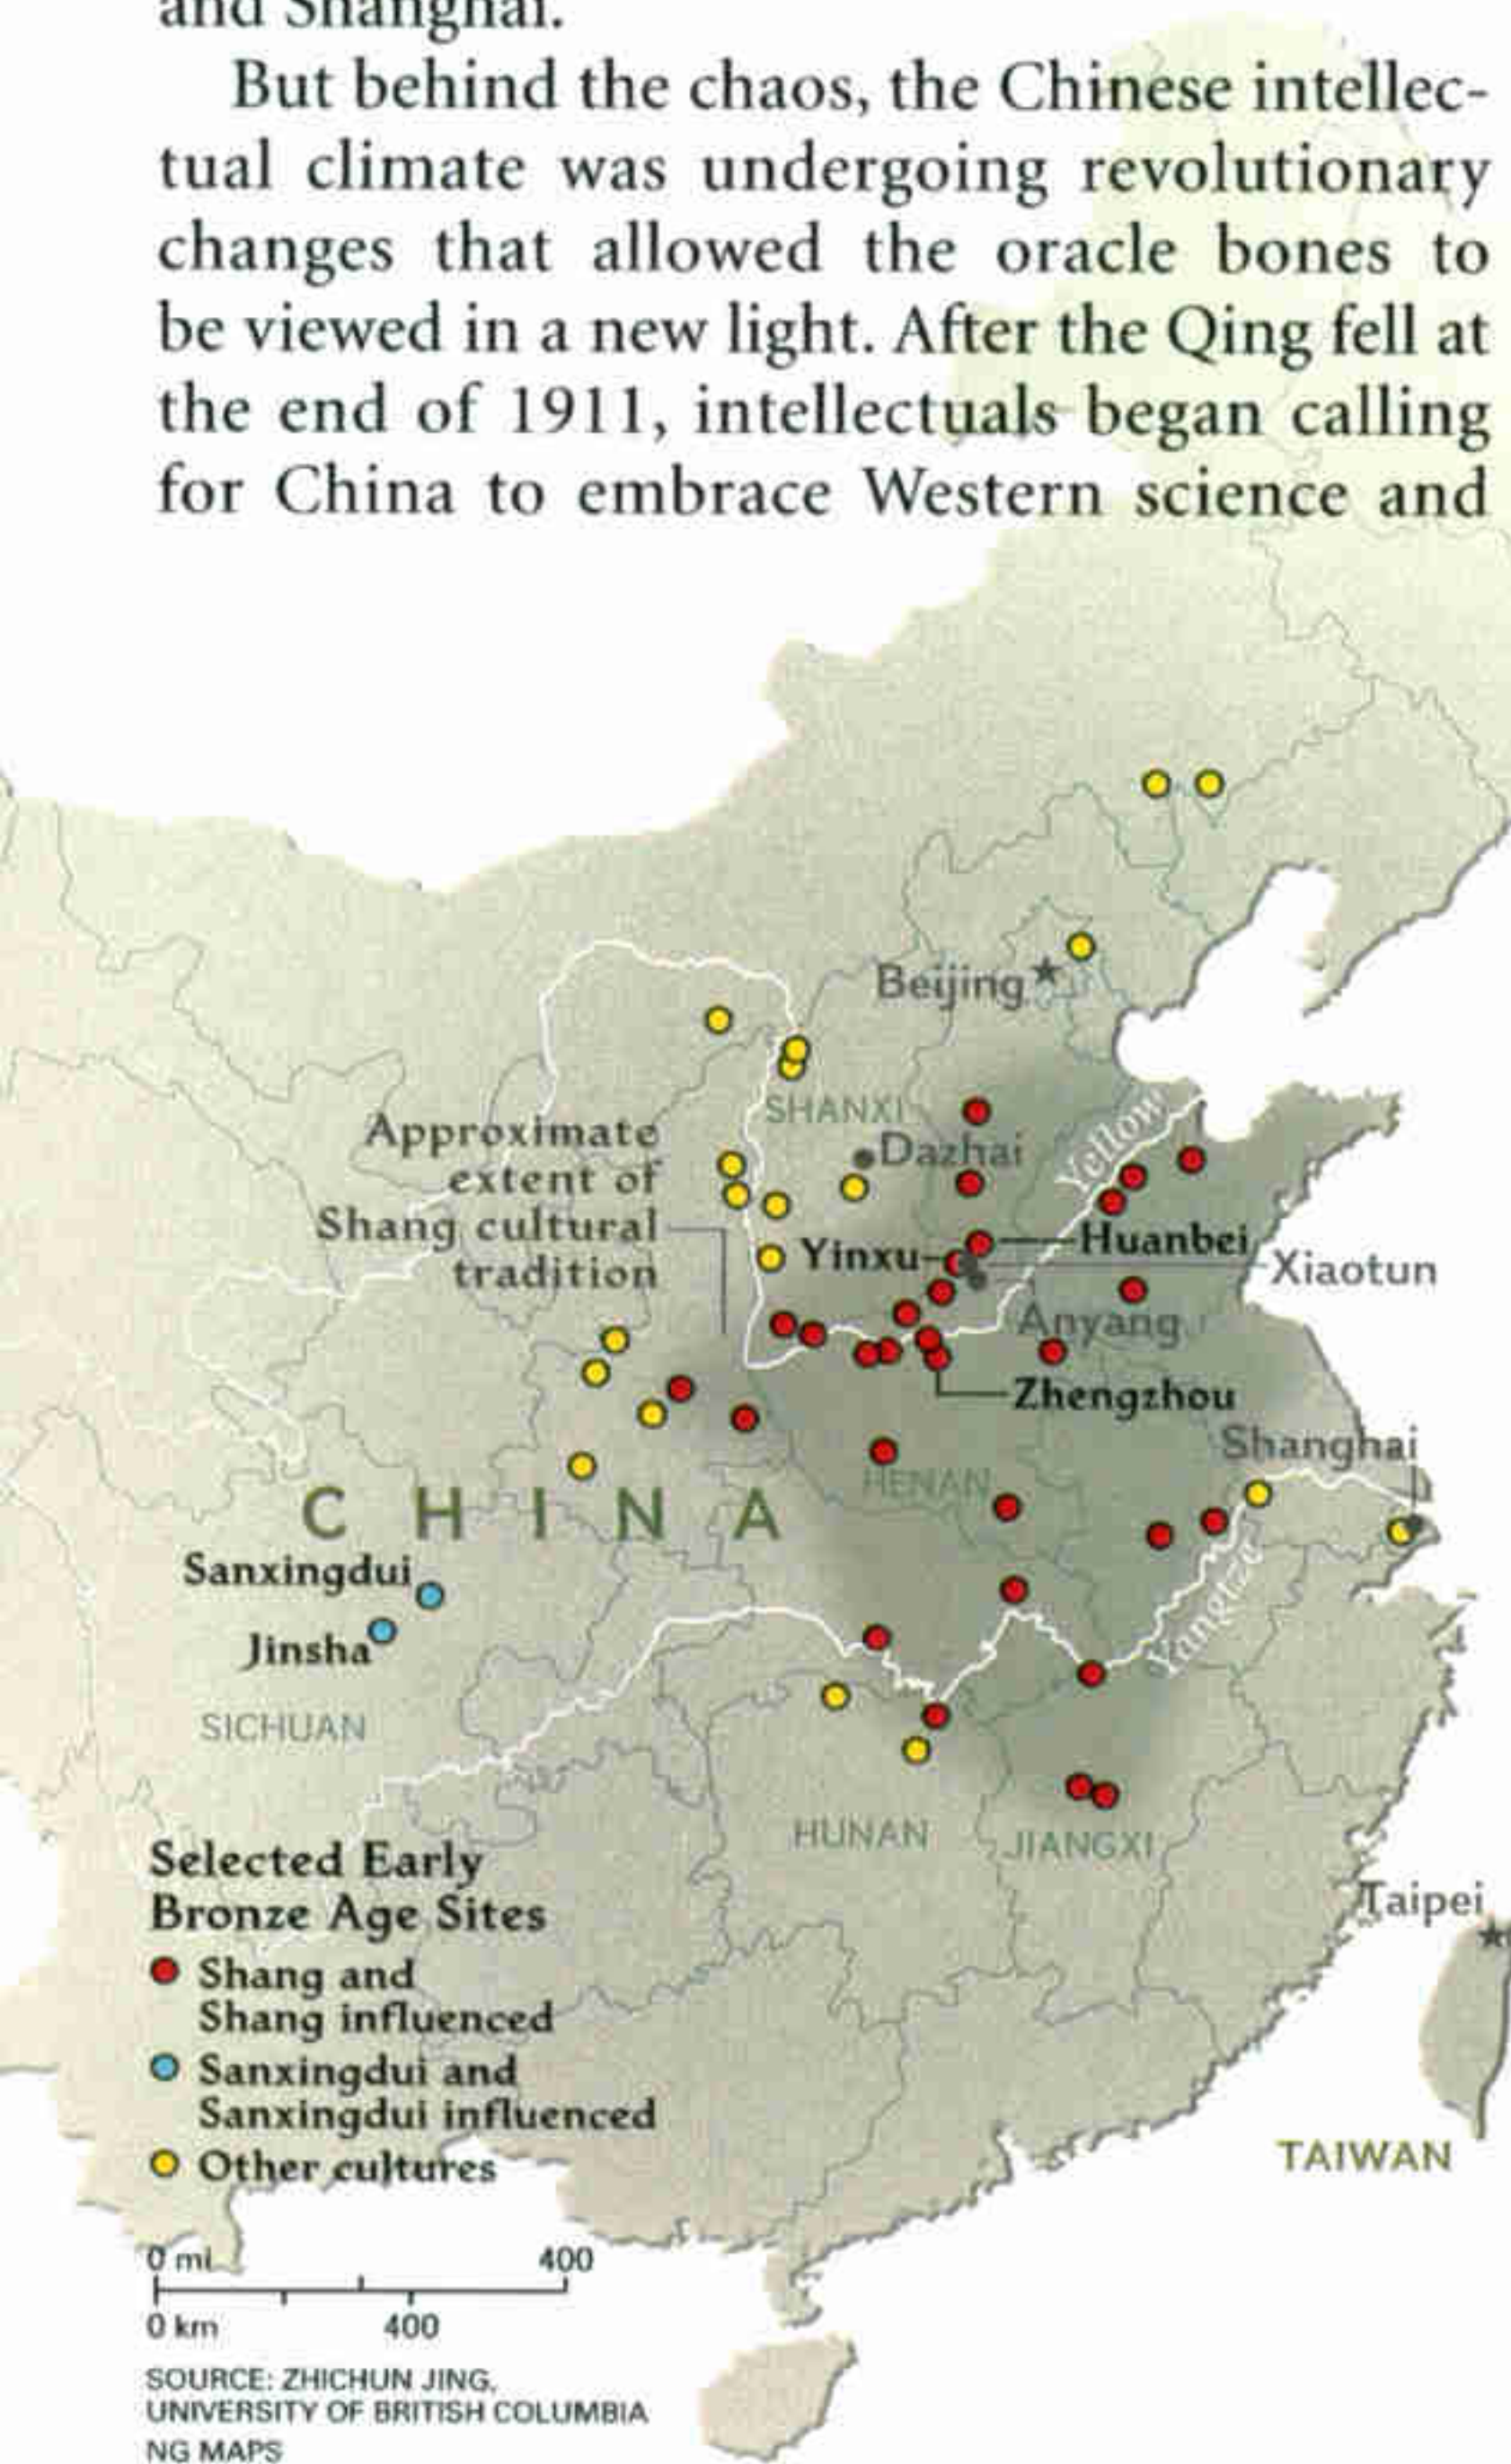 and Shanghai.
But behind the chaos, the Chinese intellec-
tual climate was undergoing revolutionary
changes that allowed the oracle bones to
be viewed in a new light. After the Qing fell at
the end of 1911, intellectuals began calling
for China to embrace Western science and
Beijing
SHANXI
Approximate
extent of
Shang cultural
tradition
Dazhai
Yellow
Yinxu
Huanbei
Xiaotun
Anyang
Zhengzhou
Shanghai
HENAN
CHINA
Sanxingdui
Jinsha
Yangtze
SICHUAN
HUNAN
JIANGXI
Taipei
TAIWAN
Selected Early
Bronze Age Sites
Shang and
Shang influenced
Sanxingdui and
Sanxingdui influenced
Other cultures
0 mi 400
0 km 400
SOURCE: ZHICHUN JING,
UNIVERSITY OF BRITISH COLUMBIA
NG MAPS